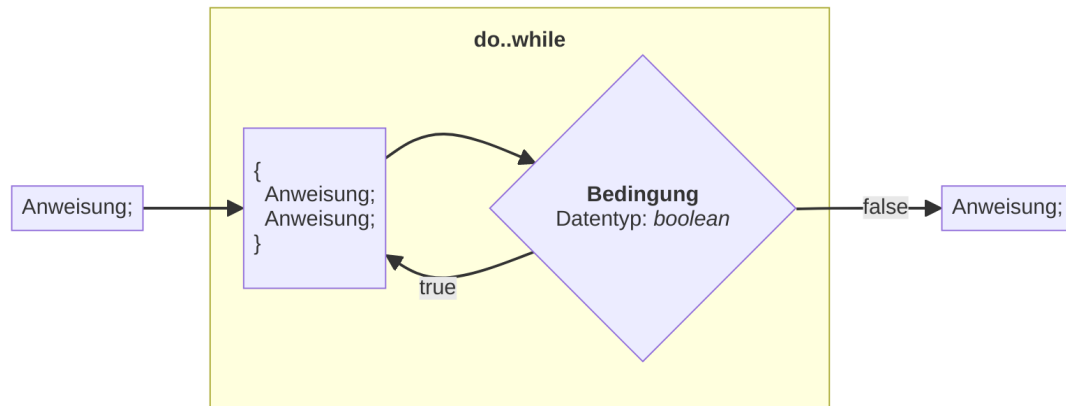 do..while
Anweisung;
{
Anweisung;
Anweisung;
}
true
Bedingung
Datentyp: boolean
false
Anweisung;